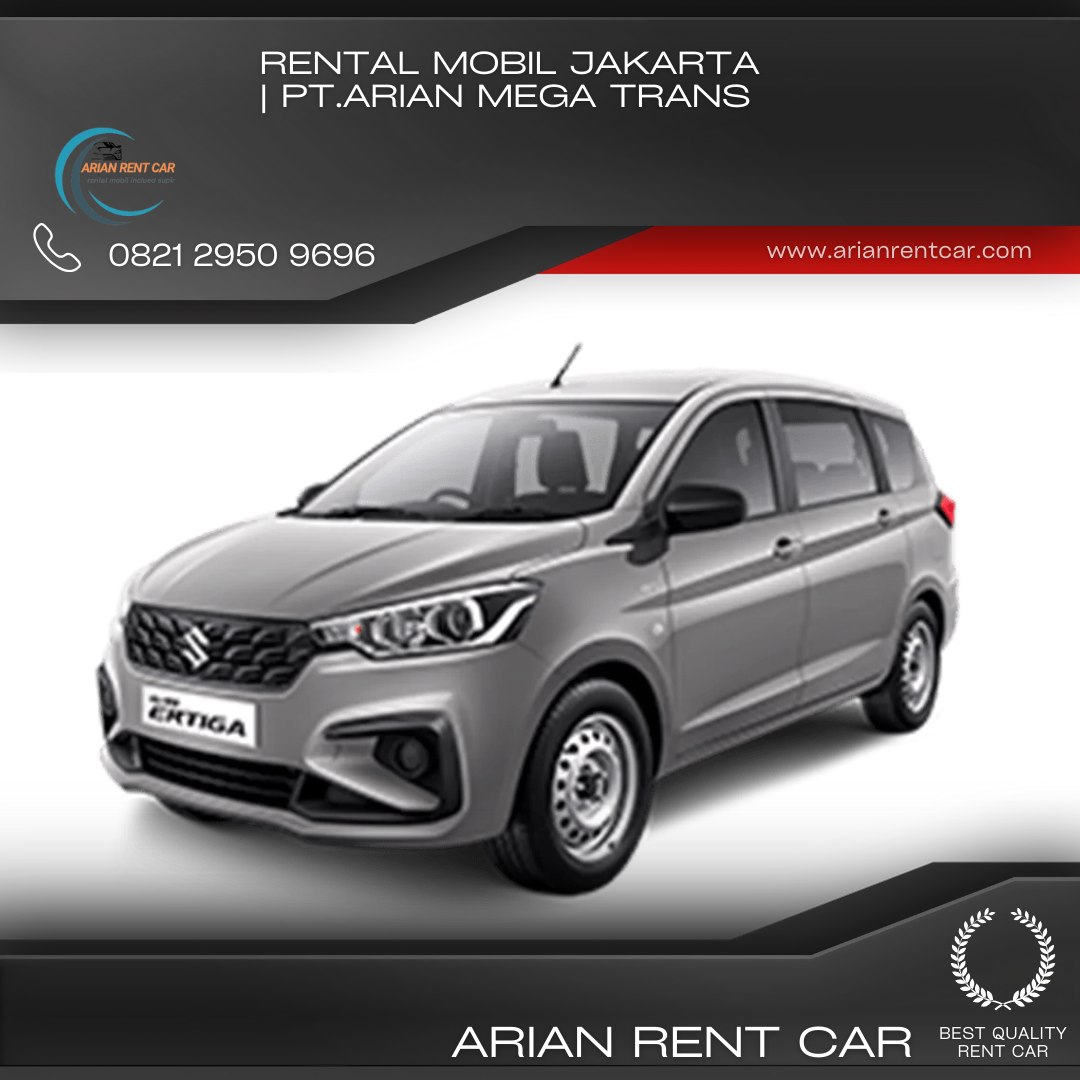 RENTAL MOBIL JAKARTA
| PT.ARIAN MEGA TRANS
ARIAN RENT CAR
0821 2950 9696
www.arianrentcar.com
ERTIGA
ARIAN RENT CAR
BEST QUALITY
RENT CAR